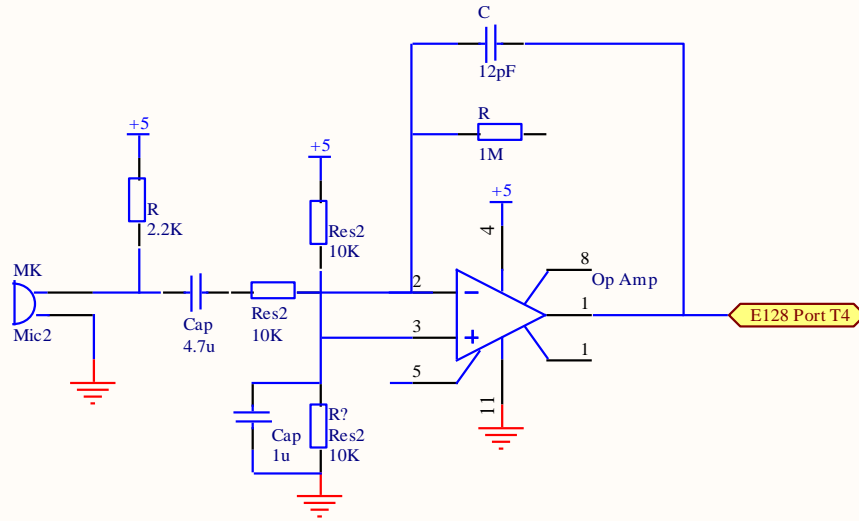 C
12pF
R
1M
+5
R
2.2K
+5
Res2
10K
+5
4
8
Op Amp
MK
Mic2
Cap
4.7u
Res2
10K
2
3
5
1
1
11
E128 Port T4
Cap
1u
R?
Res2
10K